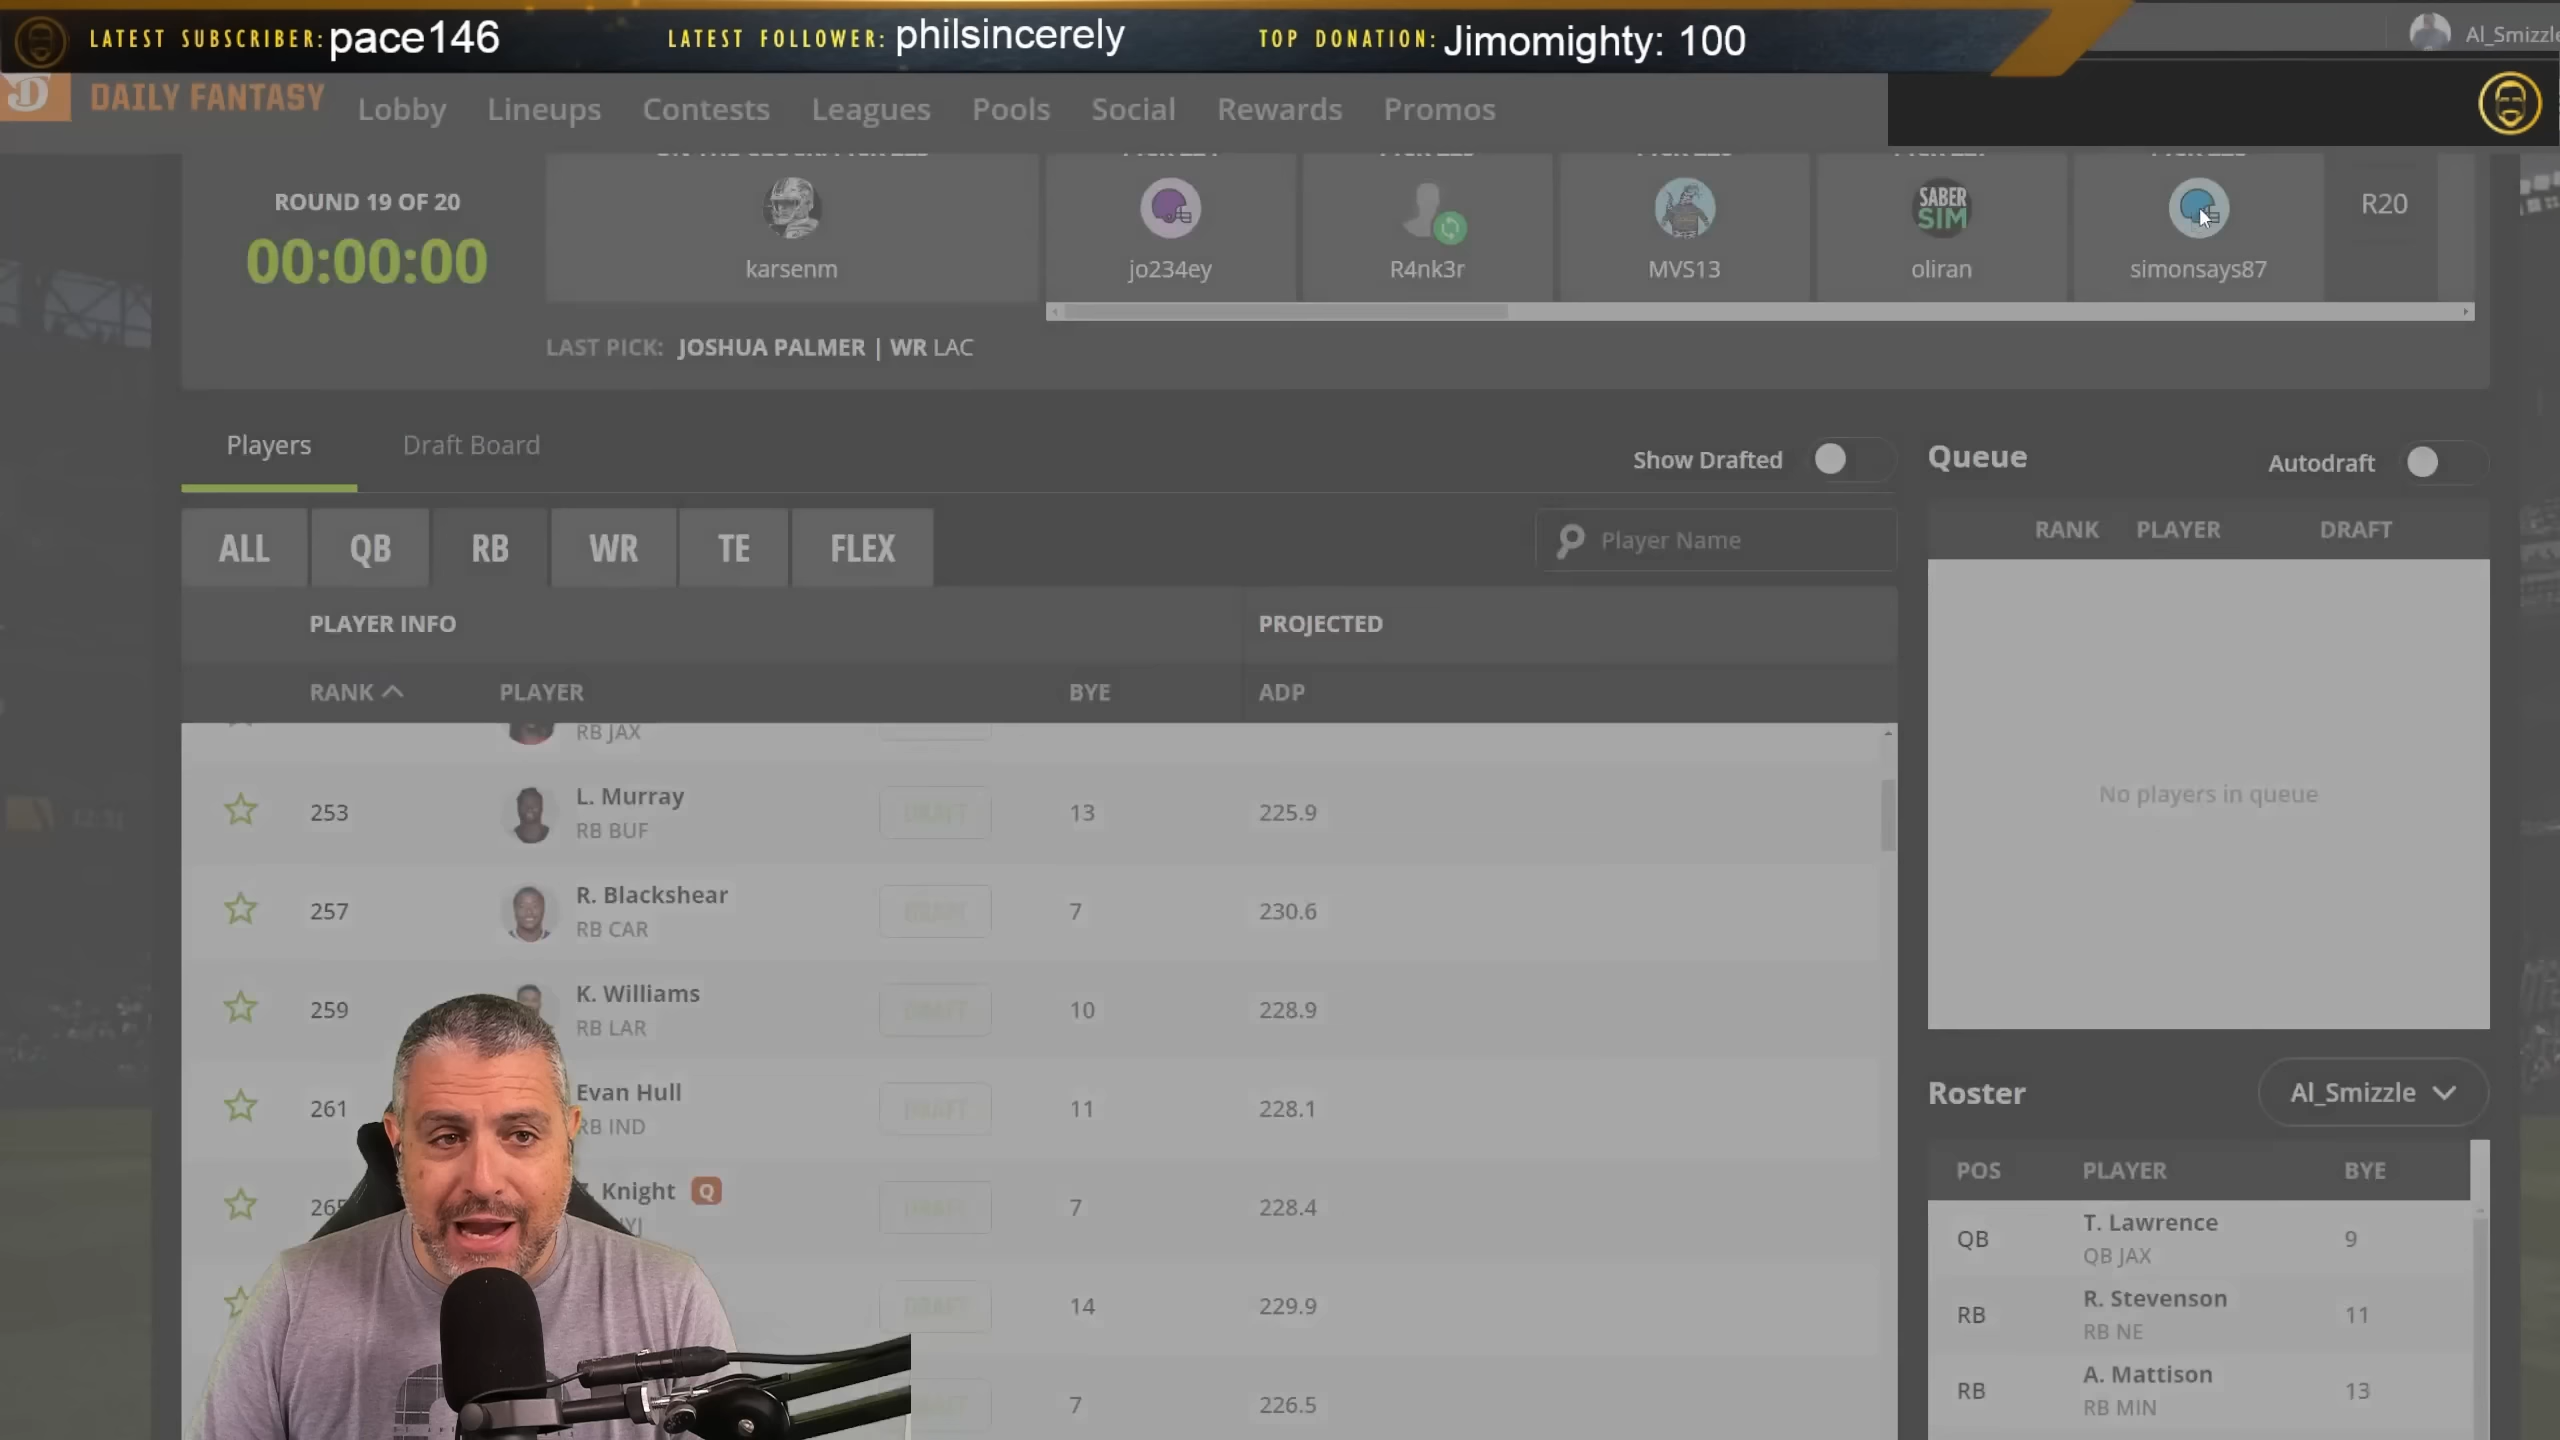 LATEST SUBSCRIBER: pace146
LATEST FOLLOWER: philsincerely
TOP DONATION: Jimomighty: 100
Al_Smizzle
DAILY FANTASY
Lobby
Lineups
Contests
Leagues
Pools
Social
Rewards
Promos
ROUND 19 OF 20
00:00:00
karsenm
jo234ey
R4nk3r
MVS13
SABER
SIM
oliran
simonsays87
R20
LAST PICK: JOSHUA PALMER | WR LAC
Players
Draft Board
Show Drafted
Queue
Autodraft
ALL
QB
RB
WR
TE
FLEX
Player Name
RANK
PLAYER
DRAFT
PLAYER INFO
PROJECTED
RANK
PLAYER
BYE
ADP
RB JAX
253
L. Murray
RB BUF
DRAFT
13
225.9
257
R. Blackshear
RB CAR
DRAFT
7
230.6
259
K. Williams
RB LAR
DRAFT
10
228.9
261
Evan Hull
RB IND
DRAFT
11
228.1
Knight Q
DRAFT
7
228.4
DRAFT
14
229.9
7
226.5
No players in queue
Roster
Al_Smizzle
POS
PLAYER
BYE
QB
T. Lawrence
QB JAX
9
RB
R. Stevenson
RB NE
11
RB
A. Mattison
RB MIN
13